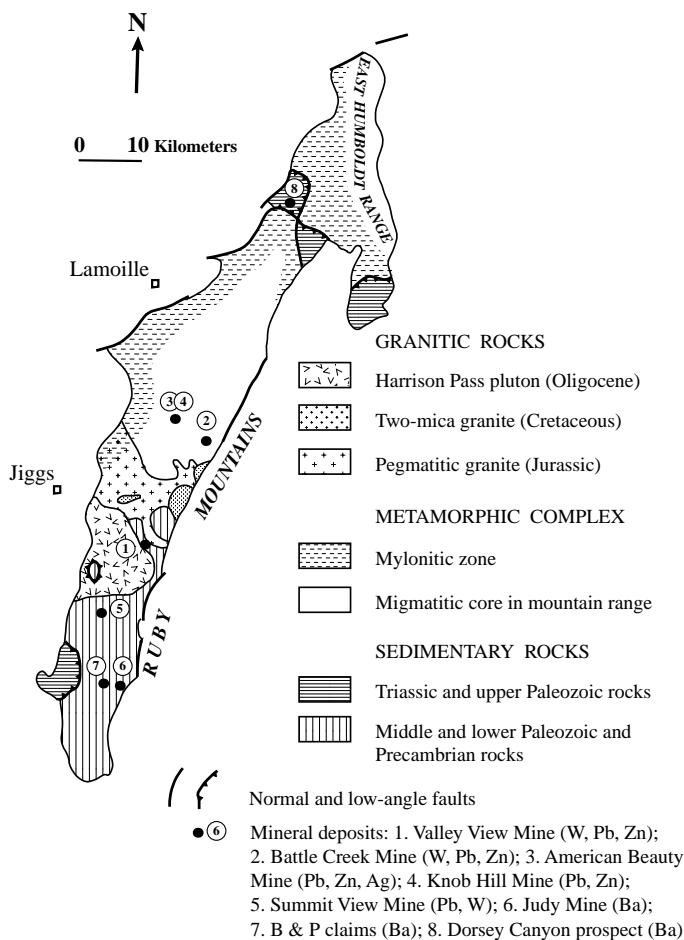 N
0 10 Kilometers
EAST HUMBOLDT RANGE
8
Lamoille
3 4
2
Jiggs
1
5
7 6
RUBY MOUNTAINS
GRANITIC ROCKS
Harrison Pass pluton (Oligocene)
Two-mica granite (Cretaceous)
Pegmatitic granite (Jurassic)
METAMORPHIC COMPLEX
Mylonitic zone
Migmatitic core in mountain range
SEDIMENTARY ROCKS
Triassic and upper Paleozoic rocks
Middle and lower Paleozoic and
Precambrian rocks
Normal and low-angle faults
6 Mineral deposits: 1. Valley View Mine (W, Pb, Zn);
2. Battle Creek Mine (W, Pb, Zn); 3. American Beauty
Mine (Pb, Zn, Ag); 4. Knob Hill Mine (Pb, Zn);
5. Summit View Mine (Pb, W); 6. Judy Mine (Ba);
7. B & P claims (Ba); 8. Dorsey Canyon prospect (Ba)